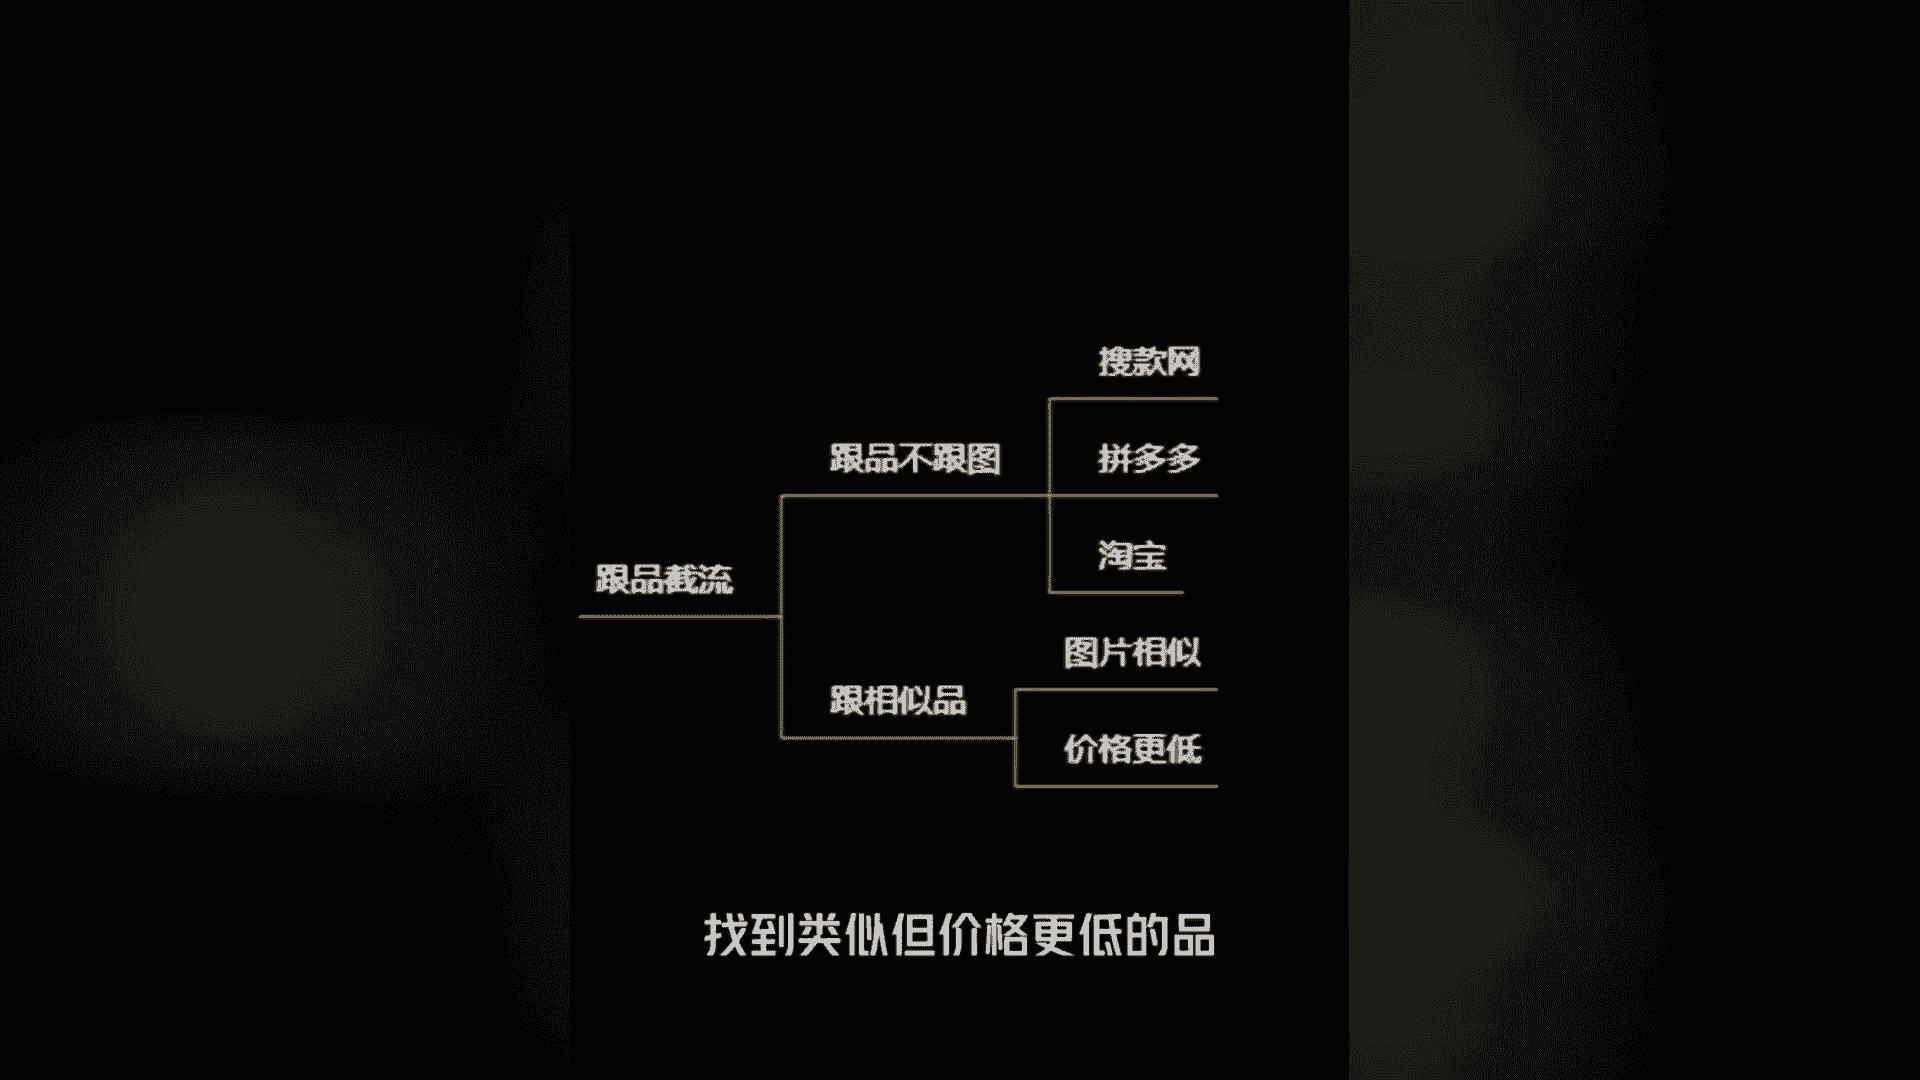 搜款网
跟品不跟图
拼多多
淘宝
跟品截流
图片相似
跟相似品
价格更低
找到类似但价格更低的品